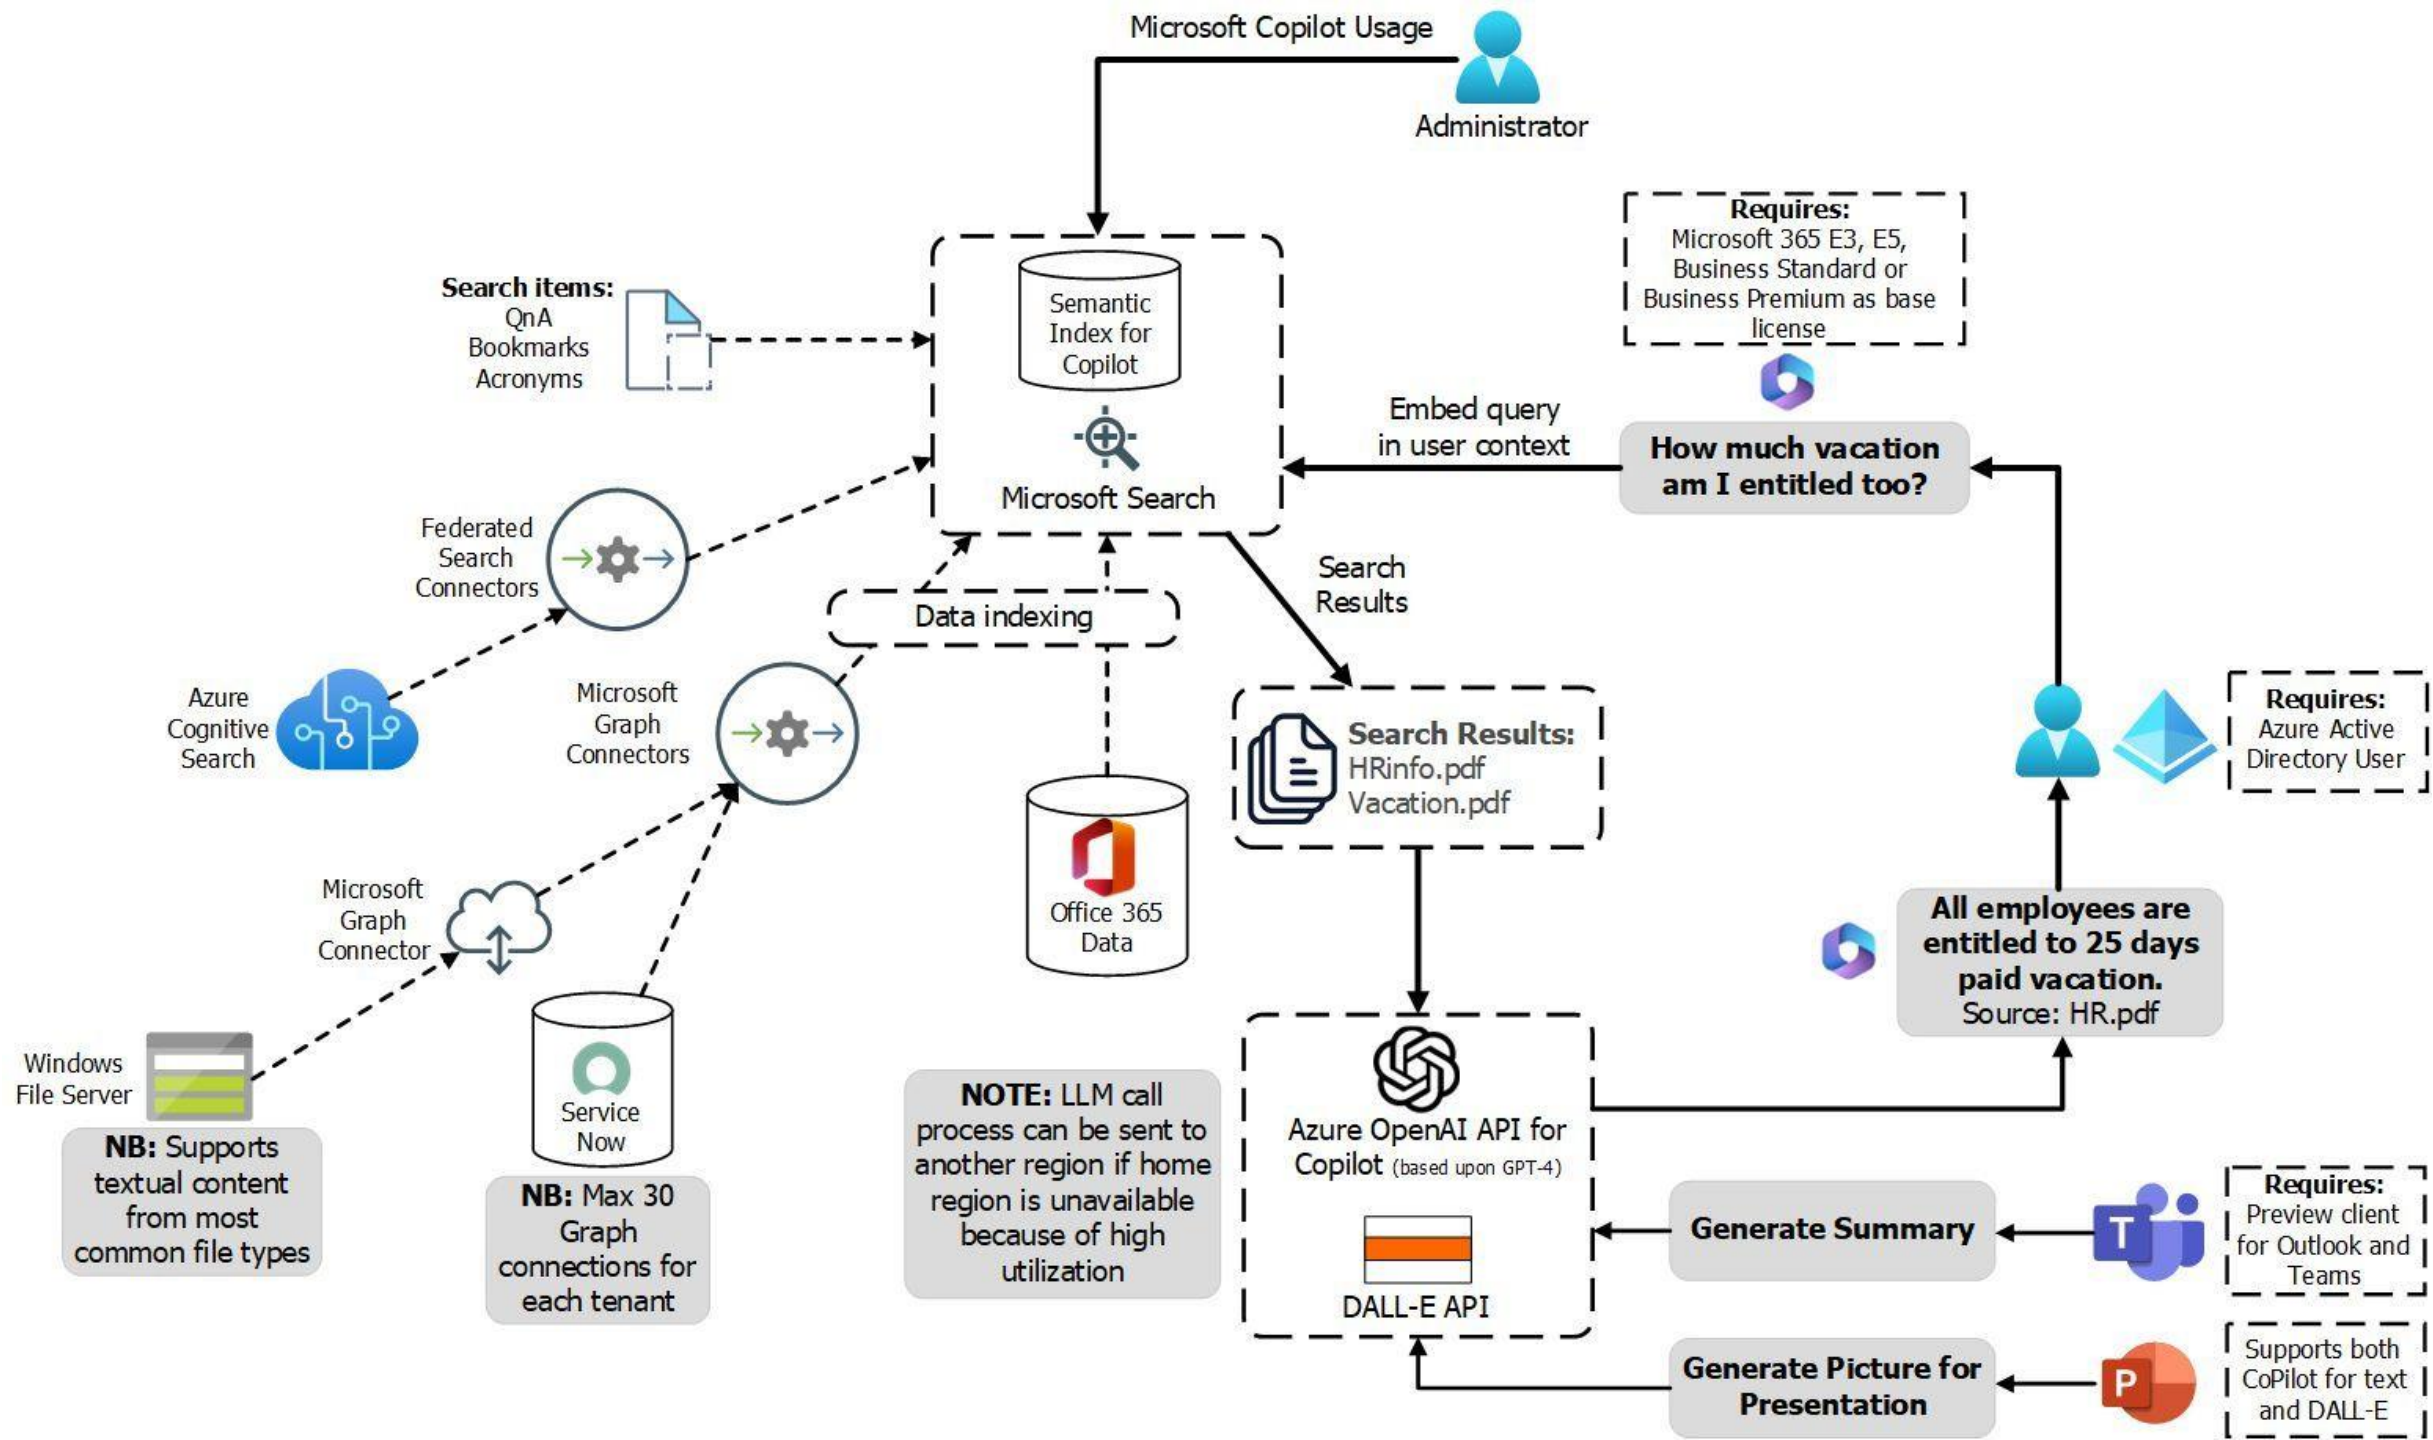 Microsoft Copilot Usage
Administrator
Requires:
Microsoft 365 E3, E5,
Business Standard or
Business Premium as base
license
Search items:
QnA
Bookmarks
Acronyms
Semantic
Index for
Copilot
Microsoft Search
Embed query
in user context
How much vacation
am I entitled too?
Federated
Search
Connectors
Search
Results
Data indexing
Azure
Cognitive
Search
Microsoft
Graph
Connectors
Search Results:
HRinfo.pdf
Vacation.pdf
Requires:
Azure Active
Directory User
Microsoft
Graph
Connector
Office 365
Data
All employees are
entitled to 25 days
paid vacation.
Source: HR.pdf
Windows
File Server
NB: Supports
textual content
from most
common file types
Service
Now
NB: Max 30
Graph
connections for
each tenant
NOTE: LLM call
process can be sent to
another region if home
region is unavailable
because of high
utilization
Azure OpenAI API for
Copilot (based upon GPT-4)
DALL-E API
Generate Summary
T
Requires:
Preview client
for Outlook and
Teams
Generate Picture for
Presentation
P
Supports both
CoPilot for text
and DALL-E